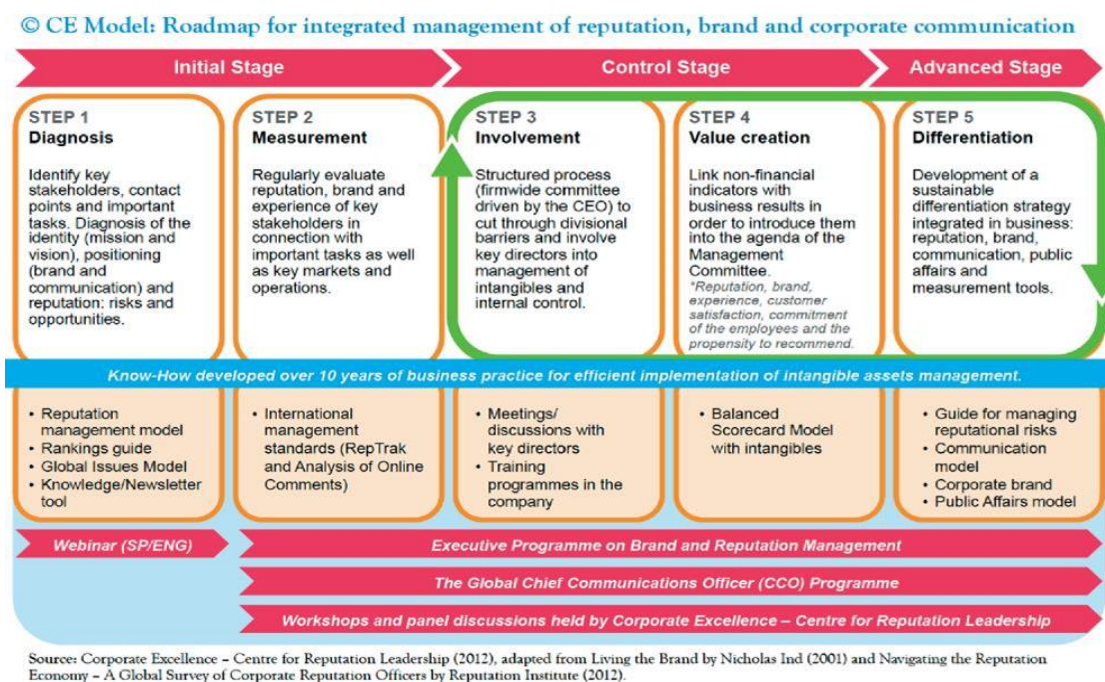 © CE Model: Roadmap for integrated management of reputation, brand and corporate communication
Initial Stage
Control Stage
Advanced Stage
STEP 1
Diagnosis
Identify key
stakeholders, contact
points and important
tasks. Diagnosis of the
identity (mission and
vision), positioning
(brand and
communication) and
reputation: risks and
opportunities.
STEP 2
Measurement
Regularly evaluate
reputation, brand and
experience of key
stakeholders in
connection with
important tasks as well
as key markets and
operations.
STEP 3
Involvement
Structured process
(firmwide committee
driven by the CEO) to
cut through divisional
barriers and involve
key directors into
management of
intangibles and
internal control.
STEP 4
Value creation
Link non-financial
indicators with
business results in
order to introduce them
into the agenda of the
Management
Committee.
*Reputation, brand,
experience, customer
satisfaction, commitment
of the employees and the
propensity to recommend.
STEP 5
Differentiation
Development of a
sustainable
differentiation strategy
integrated in business:
reputation, brand,
communication, public
affairs and
measurement tools.
Know-How developed over 10 years of business practice for efficient implementation of intangible assets management.
• Reputation
management model
• Rankings guide
• Global Issues Model
• Knowledge/Newsletter
tool
• International
management
standards (RepTrak
and Analysis of Online
Comments)
• Meetings/
discussions with
key directors
• Training
programmes in the
company
• Balanced
Scorecard Model
with intangibles
• Guide for managing
reputational risks
• Communication
model
• Corporate brand
• Public Affairs model
Webinar (SP/ENG)
Executive Programme on Brand and Reputation Management
The Global Chief Communications Officer (CCO) Programme
Workshops and panel discussions held by Corporate Excellence – Centre for Reputation Leadership
Source: Corporate Excellence – Centre for Reputation Leadership (2012), adapted from Living the Brand by Nicholas Ind (2001) and Navigating the Reputation
Economy – A Global Survey of Corporate Reputation Officers by Reputation Institute (2012).